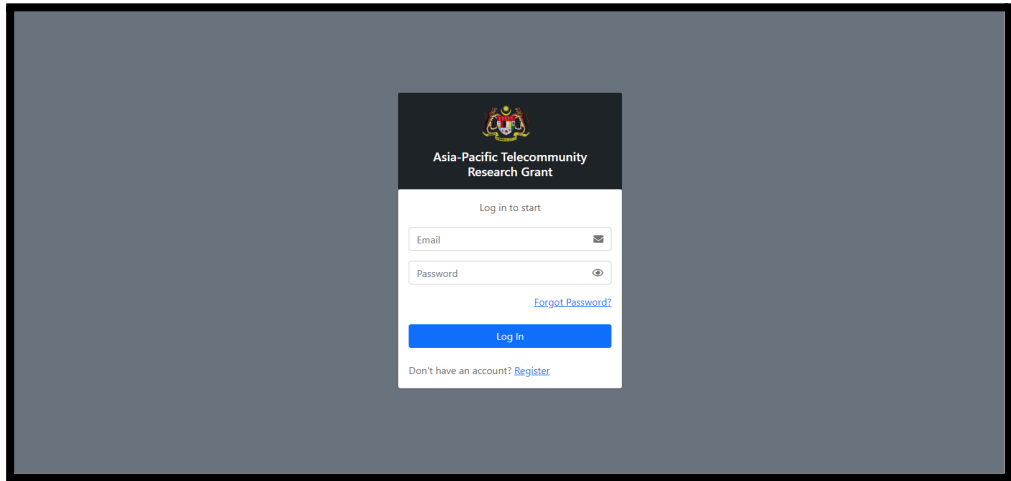 Asia-Pacific Telecommunity
Research Grant
Log in to start
Email
Password
Forgot Password?
Log In
Don't have an account? Register